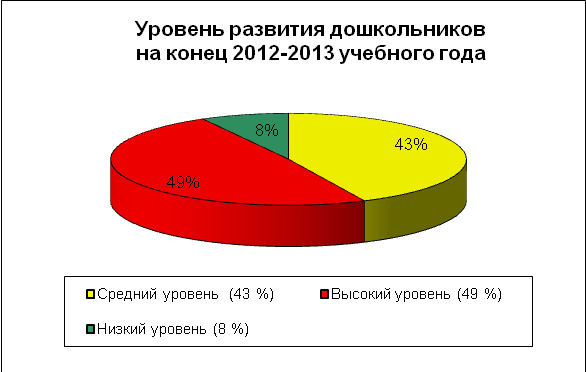 Уровень развития дошкольников
на конец 2012-2013 учебного года
8%
43%
49%
Средний уровень (43 %)
Высокий уровень (49 %)
Низкий уровень (8 %)